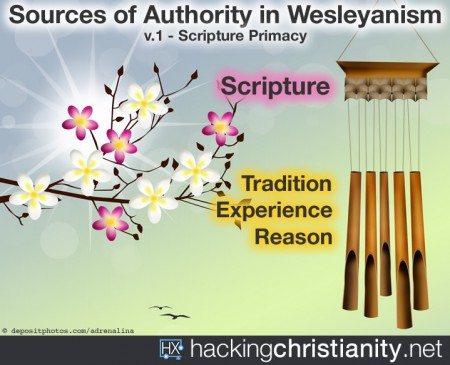 Sources of Authority in Wesleyanism
v.1 - Scripture Primacy
Scripture
Tradition
Experience
Reason
© depositphotos.com/adrenalina
HX hackingchristianity.net